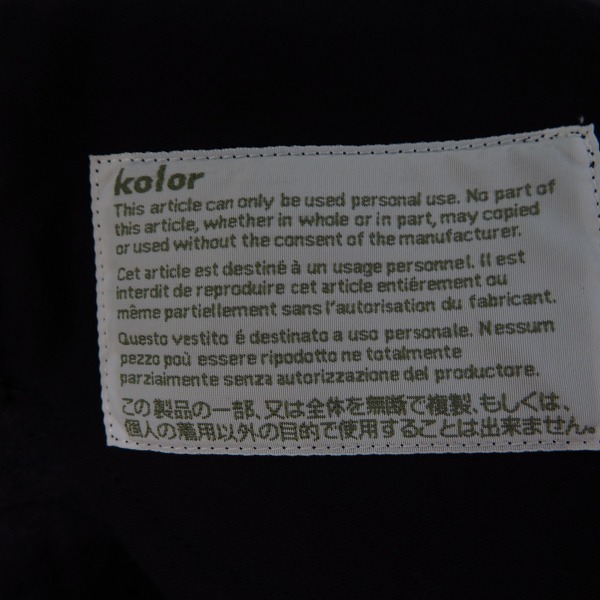 kolor
This article can only be used personal use. No part of
this article, whether in whole or in part, may copied
or used without the consent of the manufacturer.
Cet article est destiné à un usage personnel. Il est
interdit de reproduire cet article entiérement ou
même partiellement sans l'autorisation du fabricant.
Questo vestito é destinato a uso personale. Nessum
pezzo poù essere ripodotto ne totalmente
parziaimente senza autorizzazione del productore.
この製品の一部、又は全体を無断で複製、もしくは、
個人の着用以外の目的で使用することは出来ません。